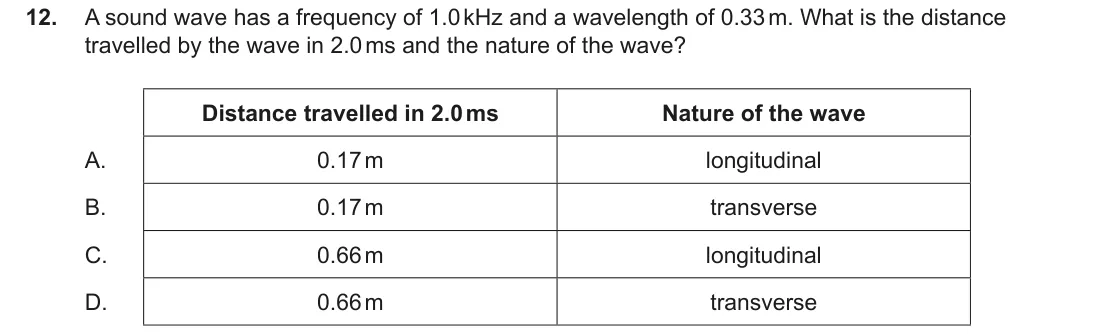 12. A sound wave has a frequency of 1.0 kHz and a wavelength of 0.33 m. What is the distance
travelled by the wave in 2.0 ms and the nature of the wave?
Distance travelled in 2.0 ms Nature of the wave
A. 0.17 m longitudinal
B. 0.17 m transverse
C. 0.66 m longitudinal
D. 0.66 m transverse